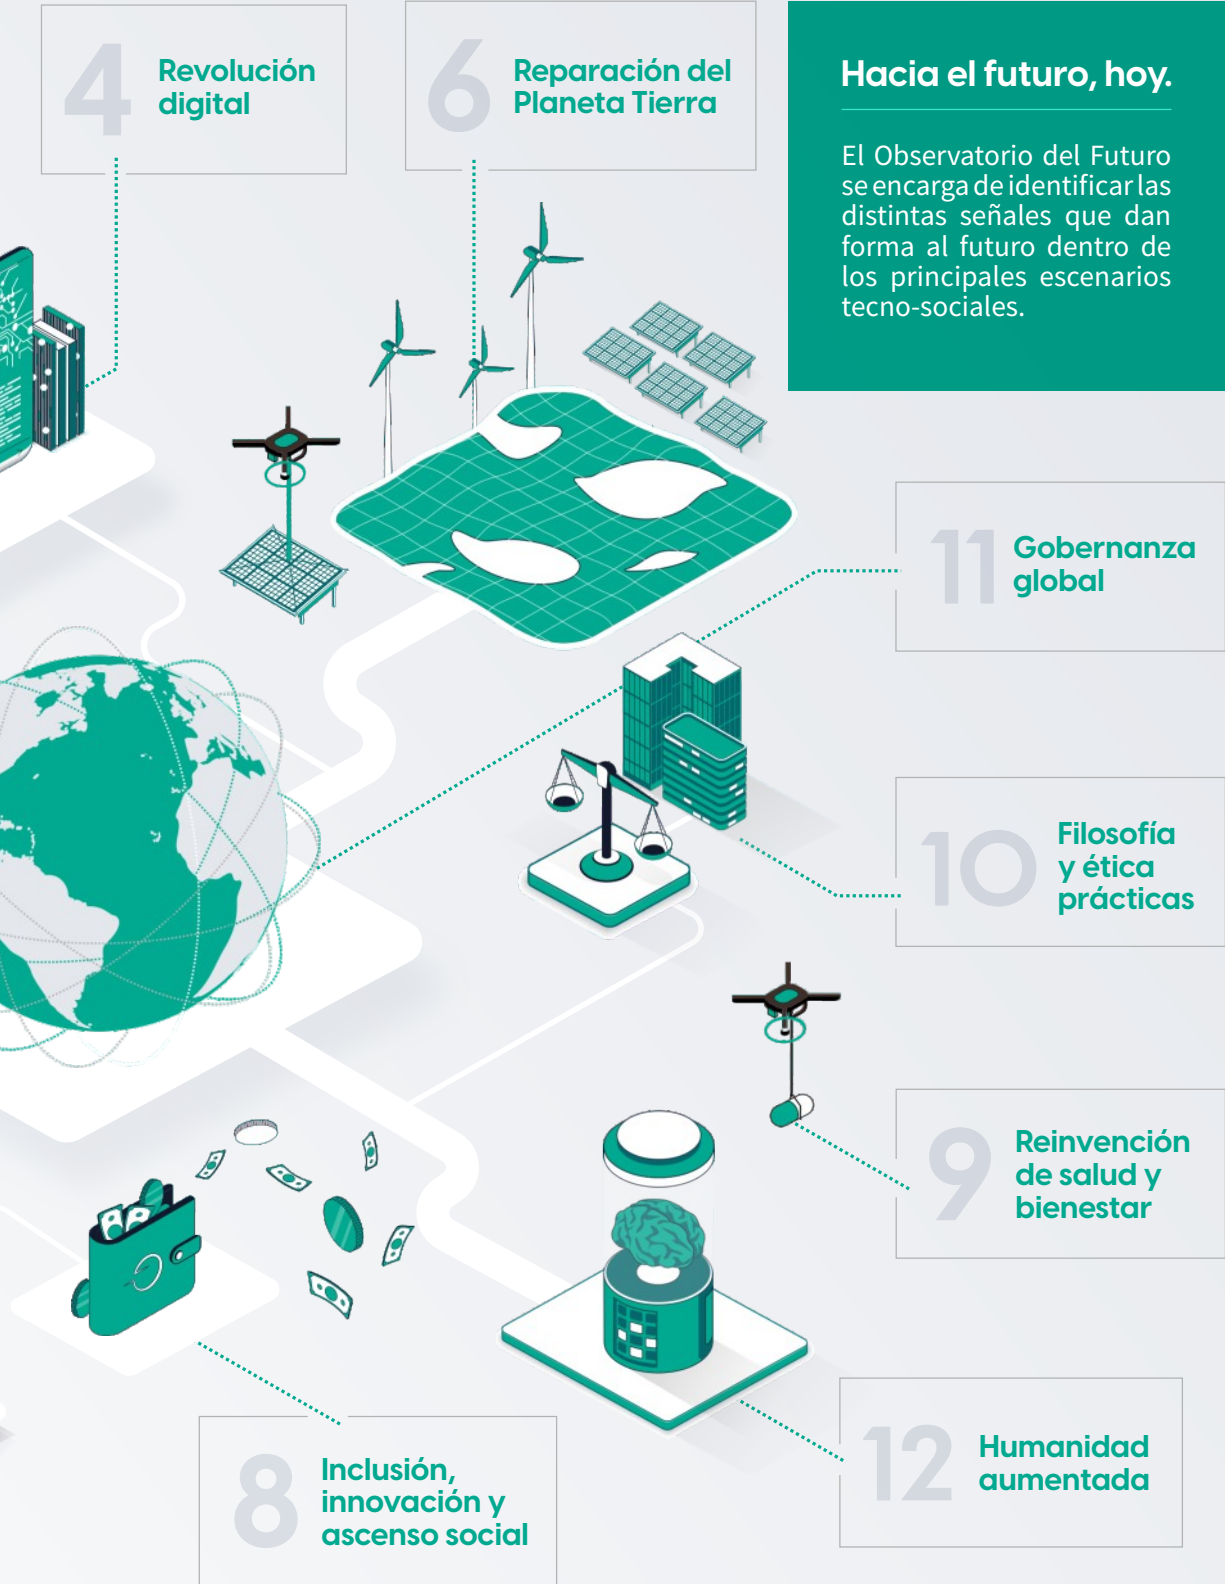 4
Revolución
digital
6
Reparación del
Planeta Tierra
Hacia el futuro, hoy.
El Observatorio del Futuro
se encarga de identificar las
distintas señales que dan
forma al futuro dentro de
los principales escenarios
tecno-sociales.
11
Gobernanza
global
10
Filosofía
y ética
prácticas
9
Reinvención
de salud y
bienestar
12
Humanidad
aumentada
8
Inclusión,
innovación y
ascenso social